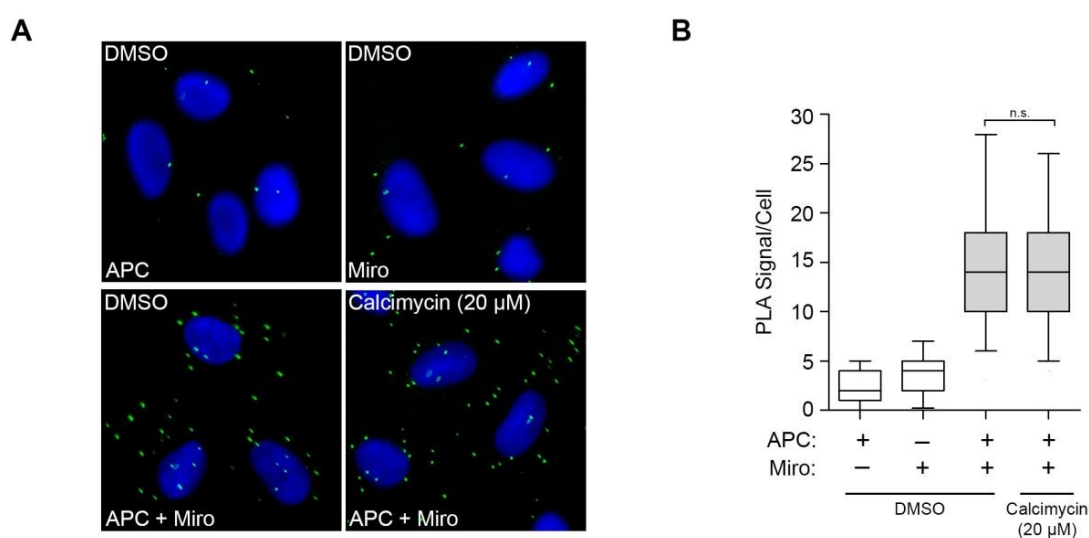 A
DMSO
APC
DMSO
Miro
DMSO
APC + Miro
Calcimycin (20 µM)
APC + Miro
B
PLA Signal/Cell
30
25
20
15
10
5
0
n.s.
APC: + – + +
Miro: – + + +
DMSO
Calcimycin
(20 µM)